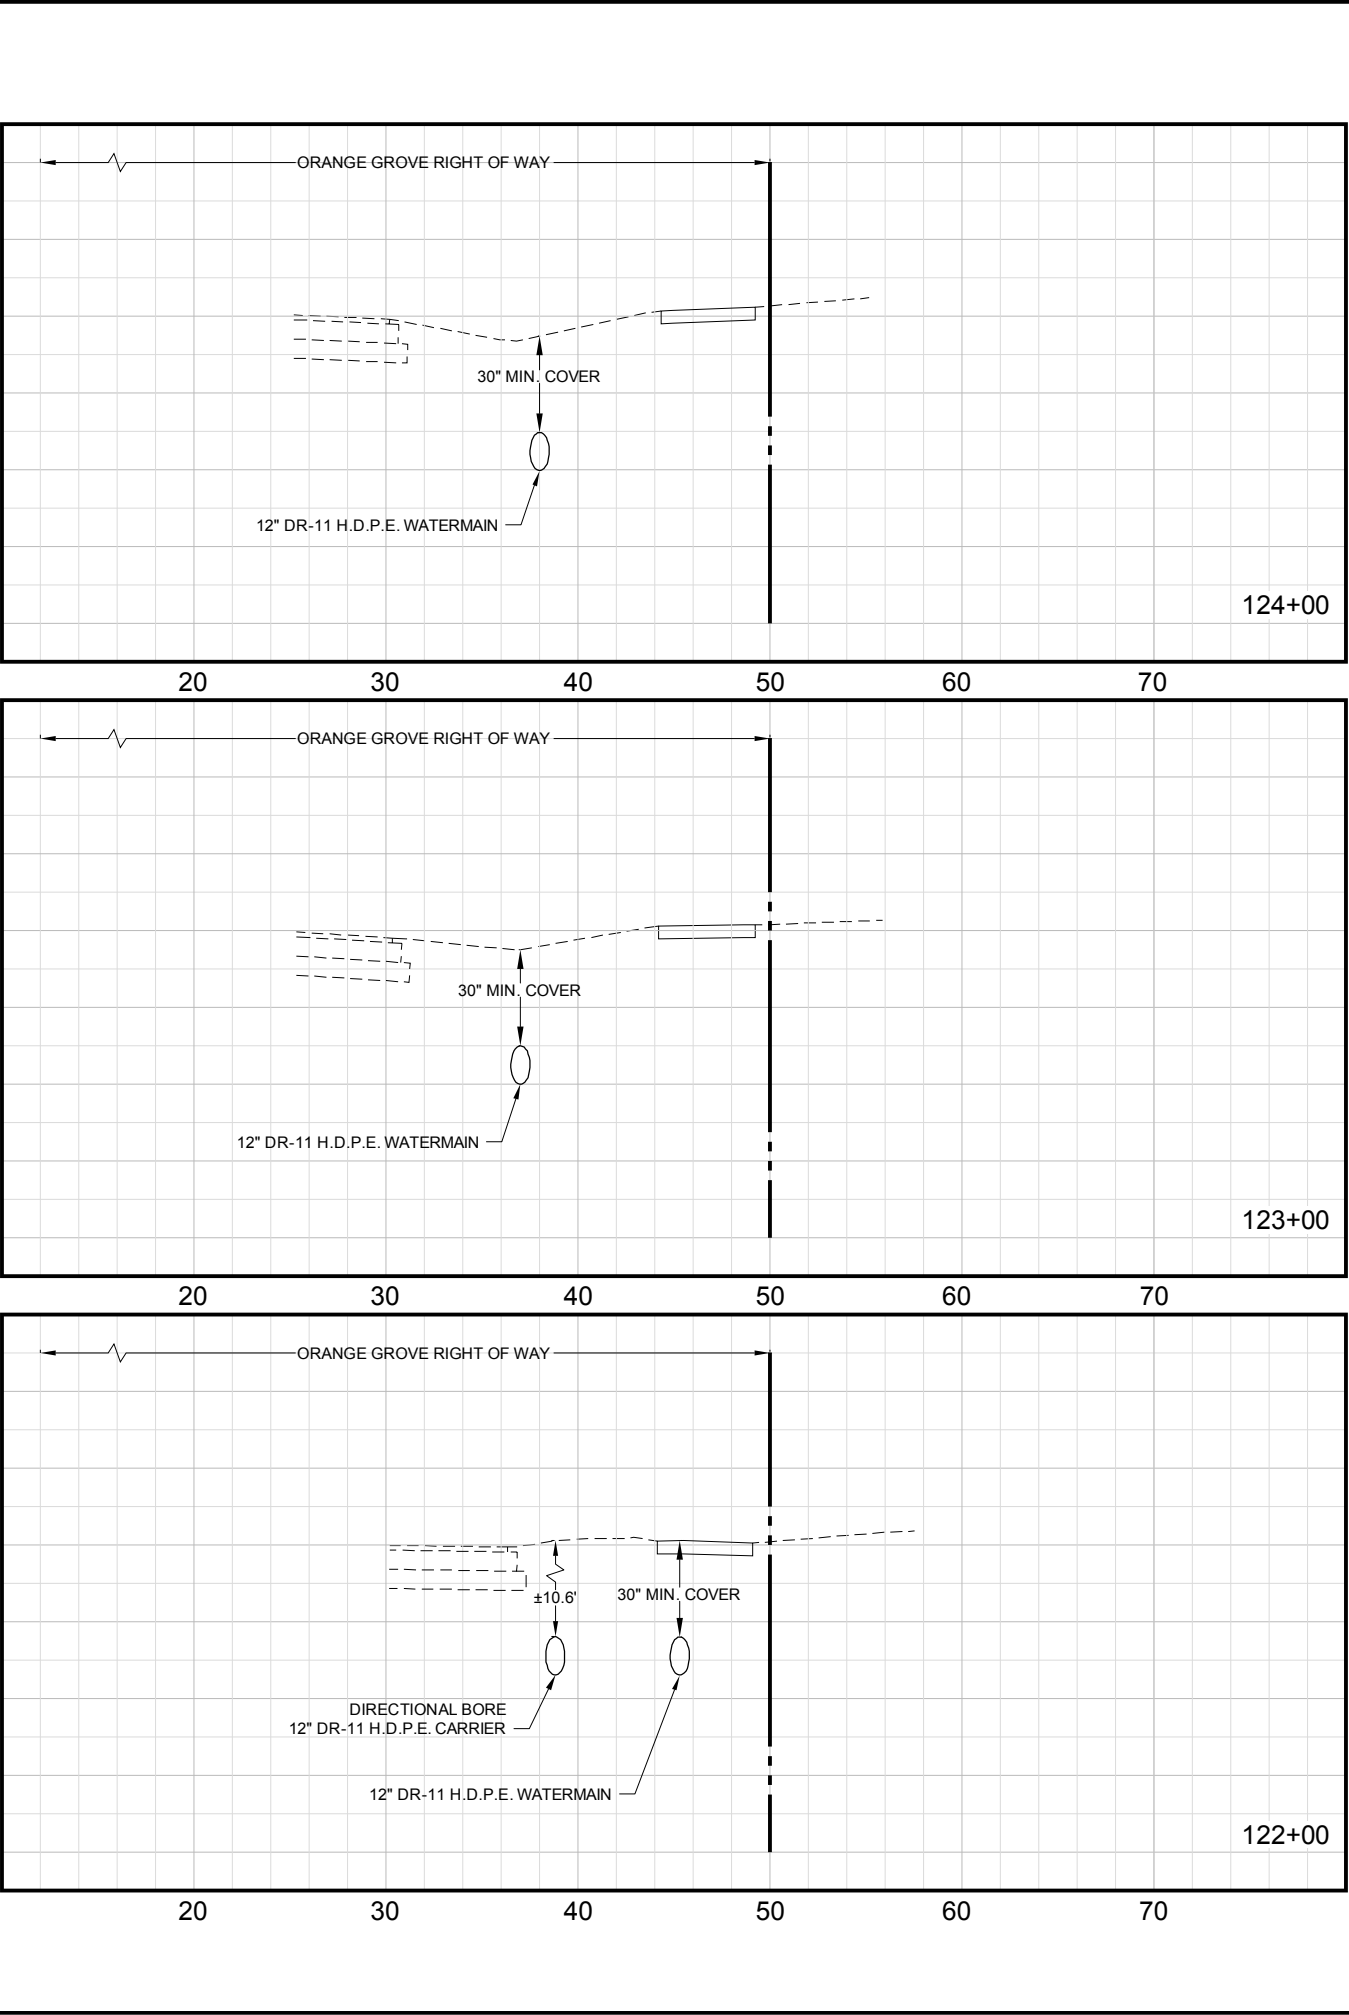 ORANGE GROVE RIGHT OF WAY
30" MIN. COVER
12" DR-11 H.D.P.E. WATERMAIN
124+00
20 30 40 50 60 70
ORANGE GROVE RIGHT OF WAY
30" MIN. COVER
12" DR-11 H.D.P.E. WATERMAIN
123+00
20 30 40 50 60 70
ORANGE GROVE RIGHT OF WAY
±10.6'
30" MIN. COVER
DIRECTIONAL BORE
12" DR-11 H.D.P.E. CARRIER
12" DR-11 H.D.P.E. WATERMAIN
122+00
20 30 40 50 60 70